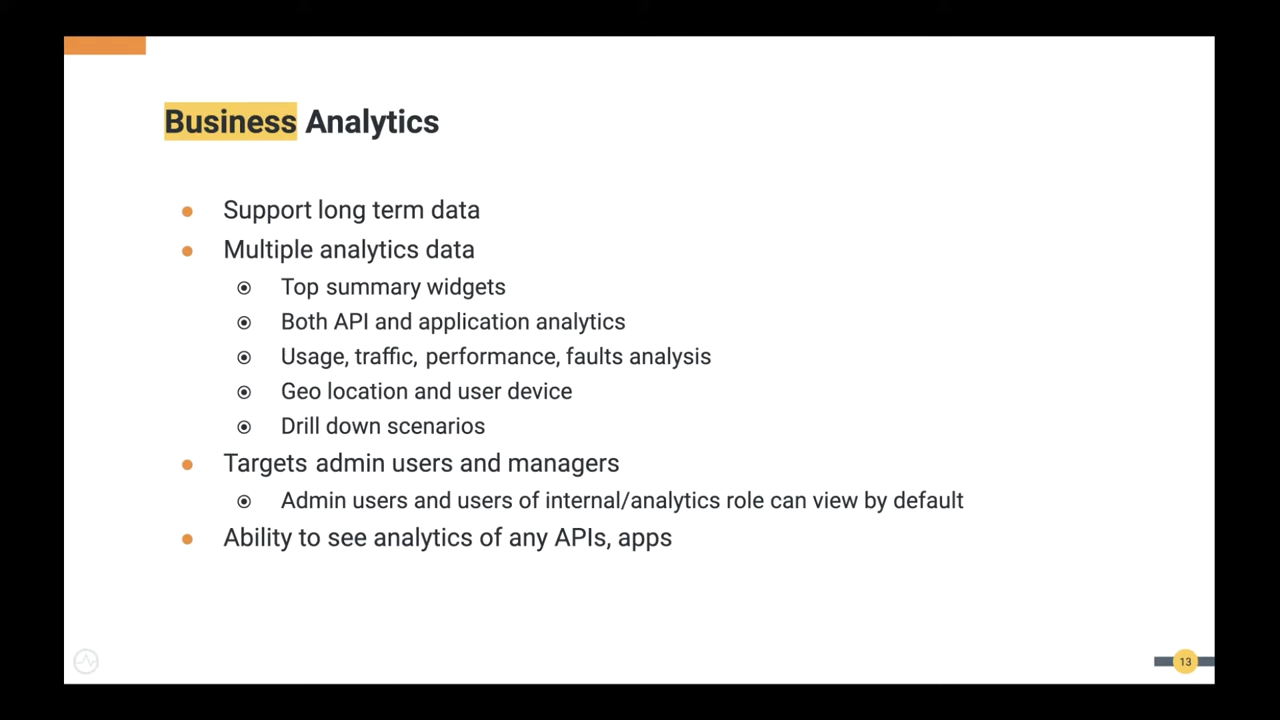 Business Analytics
Support long term data
Multiple analytics data
Top summary widgets
Both API and application analytics
Usage, traffic, performance, faults analysis
Geo location and user device
Drill down scenarios
Targets admin users and managers
Admin users and users of internal/analytics role can view by default
Ability to see analytics of any APIs, apps
13